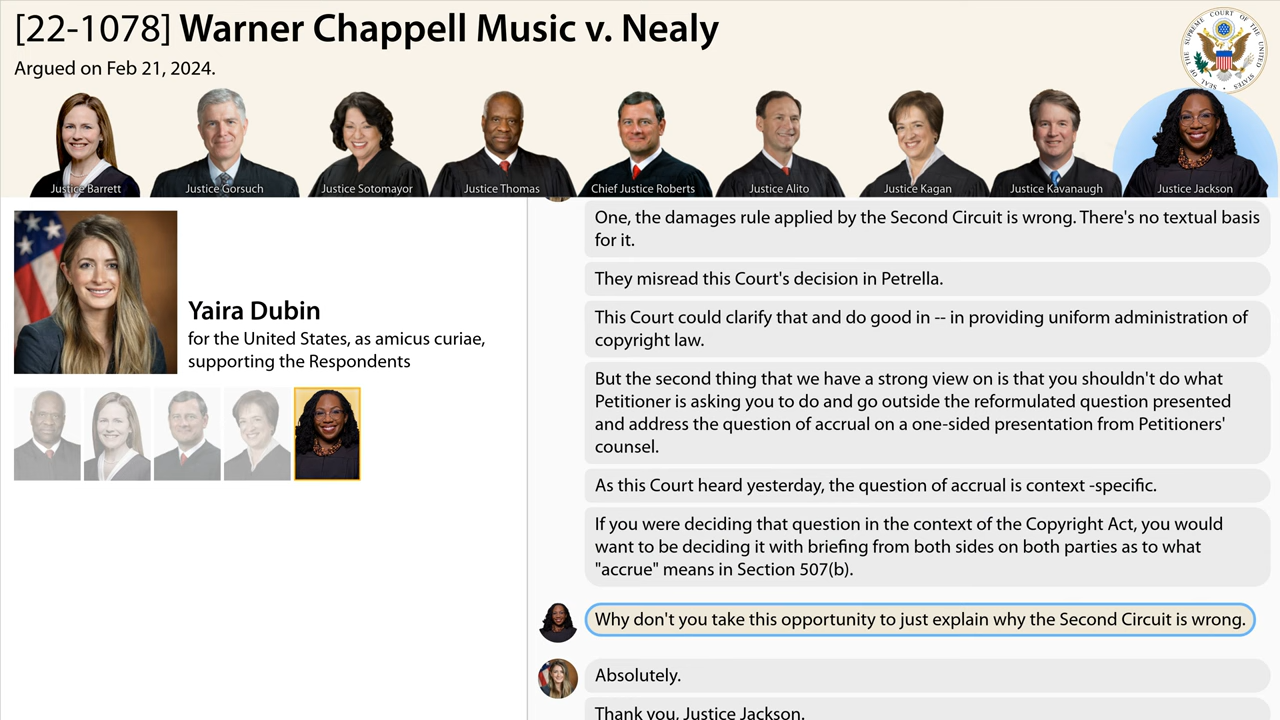 [22-1078] Warner Chappell Music v. Nealy
Argued on Feb 21, 2024.
SEAL OF THE SUPREME COURT OF THE UNITED STATES
Justice Barrett
Justice Gorsuch
Justice Sotomayor
Justice Thomas
Chief Justice Roberts
Justice Alito
Justice Kagan
Justice Kavanaugh
Justice Jackson
Yaira Dubin
for the United States, as amicus curiae,
supporting the Respondents
One, the damages rule applied by the Second Circuit is wrong. There's no textual basis
for it.
They misread this Court's decision in Petrella.
This Court could clarify that and do good in -- in providing uniform administration of
copyright law.
But the second thing that we have a strong view on is that you shouldn't do what
Petitioner is asking you to do and go outside the reformulated question presented
and address the question of accrual on a one-sided presentation from Petitioners'
counsel.
As this Court heard yesterday, the question of accrual is context -specific.
If you were deciding that question in the context of the Copyright Act, you would
want to be deciding it with briefing from both sides on both parties as to what
"accrue" means in Section 507(b).
Why don't you take this opportunity to just explain why the Second Circuit is wrong.
Absolutely.
Thank you, Justice Jackson.